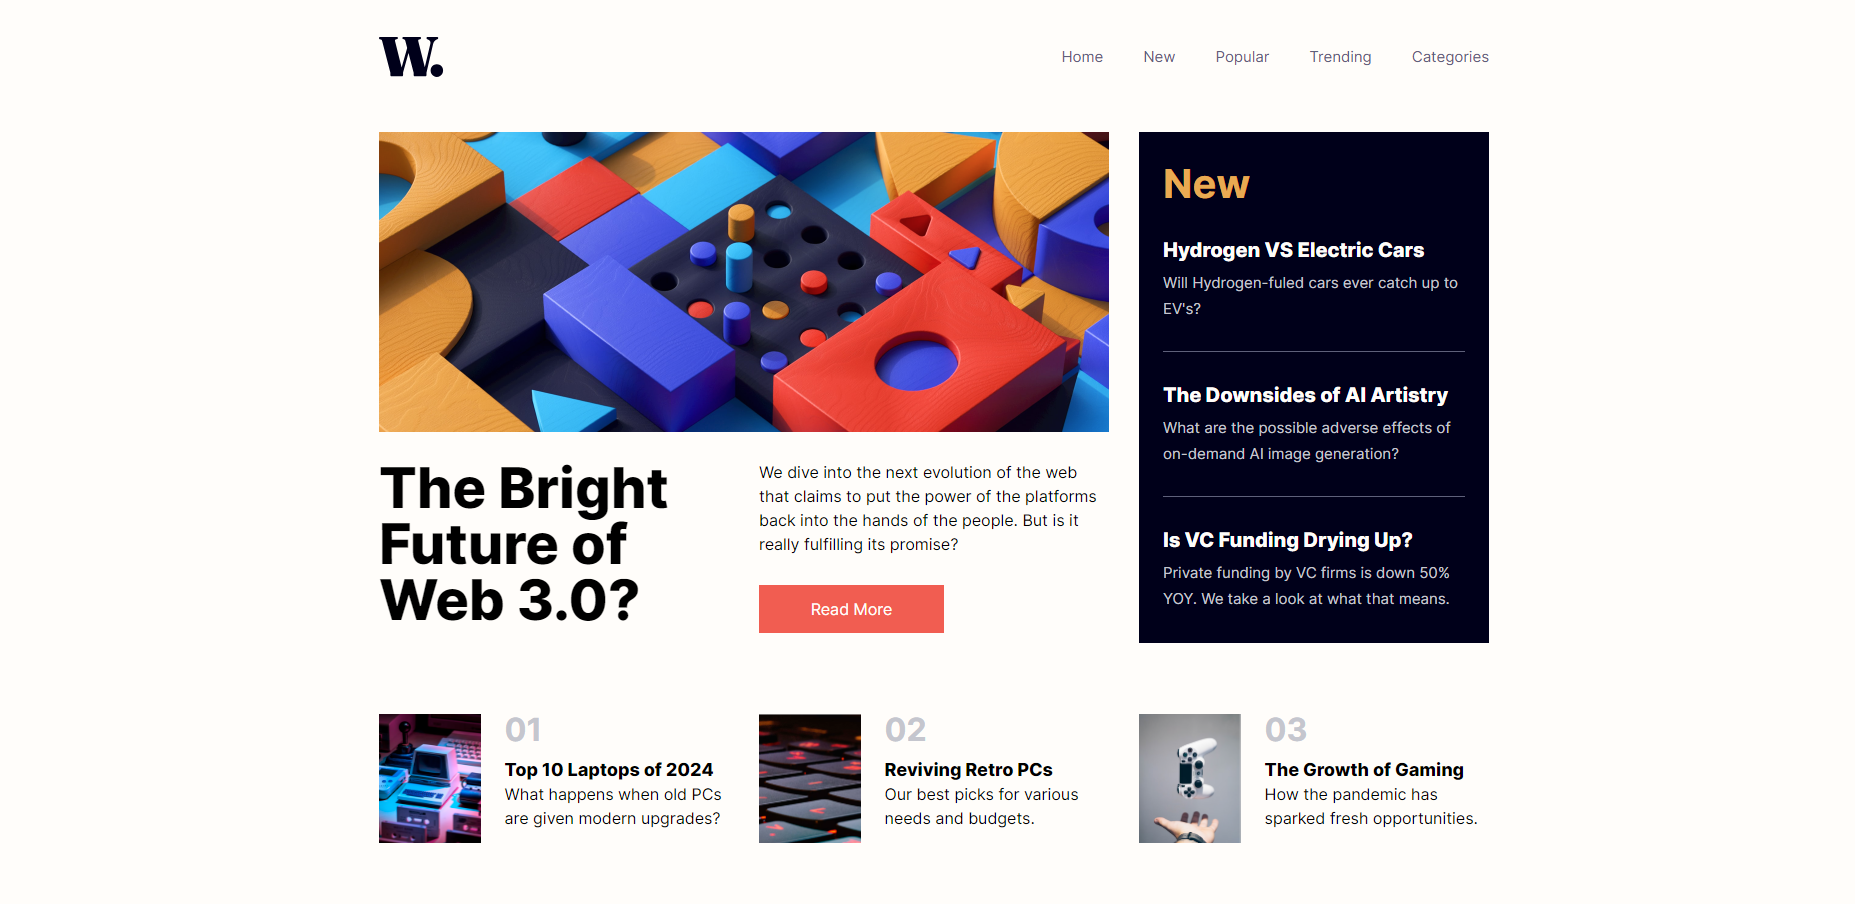 W.
Home
New
Popular
Trending
Categories
The Bright
Future of
Web 3.0?
We dive into the next evolution of the web
that claims to put the power of the platforms
back into the hands of the people. But is it
really fulfilling its promise?
Read More
New
Hydrogen VS Electric Cars
Will Hydrogen-fuled cars ever catch up to
EV's?
The Downsides of AI Artistry
What are the possible adverse effects of
on-demand AI image generation?
Is VC Funding Drying Up?
Private funding by VC firms is down 50%
YOY. We take a look at what that means.
01
Top 10 Laptops of 2024
What happens when old PCs
are given modern upgrades?
02
Reviving Retro PCs
Our best picks for various
needs and budgets.
03
The Growth of Gaming
How the pandemic has
sparked fresh opportunities.